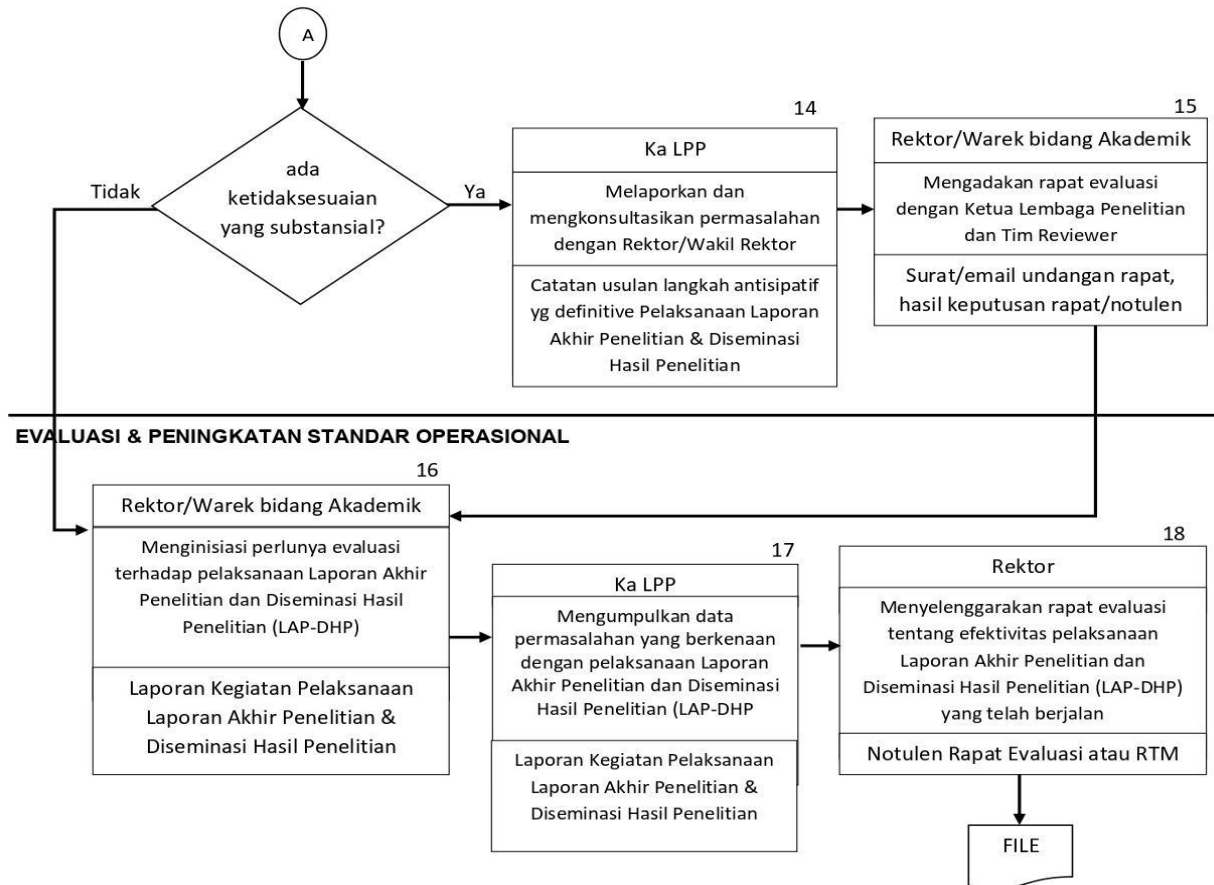 A
ada
ketidaksesuaian
yang substansial?
Tidak
Ya
14
Ka LPP
Melaporkan dan
mengkonsultasikan permasalahan
dengan Rektor/Wakil Rektor
Catatan usulan langkah antisipatif
yg definitive Pelaksanaan Laporan
Akhir Penelitian & Diseminasi
Hasil Penelitian
15
Rektor/Warek bidang Akademik
Mengadakan rapat evaluasi
dengan Ketua Lembaga Penelitian
dan Tim Reviewer
Surat/email undangan rapat,
hasil keputusan rapat/notulen
EVALUASI & PENINGKATAN STANDAR OPERASIONAL
16
Rektor/Warek bidang Akademik
Menginisiasi perlunya evaluasi
terhadap pelaksanaan Laporan Akhir
Penelitian dan Diseminasi Hasil
Penelitian (LAP-DHP)
Laporan Kegiatan Pelaksanaan
Laporan Akhir Penelitian &
Diseminasi Hasil Penelitian
17
Ka LPP
Mengumpulkan data
permasalahan yang berkenaan
dengan pelaksanaan Laporan
Akhir Penelitian dan Diseminasi
Hasil Penelitian (LAP-DHP
Laporan Kegiatan Pelaksanaan
Laporan Akhir Penelitian &
Diseminasi Hasil Penelitian
18
Rektor
Menyelenggarakan rapat evaluasi
tentang efektivitas pelaksanaan
Laporan Akhir Penelitian dan
Diseminasi Hasil Penelitian (LAP-DHP)
yang telah berjalan
Notulen Rapat Evaluasi atau RTM
FILE